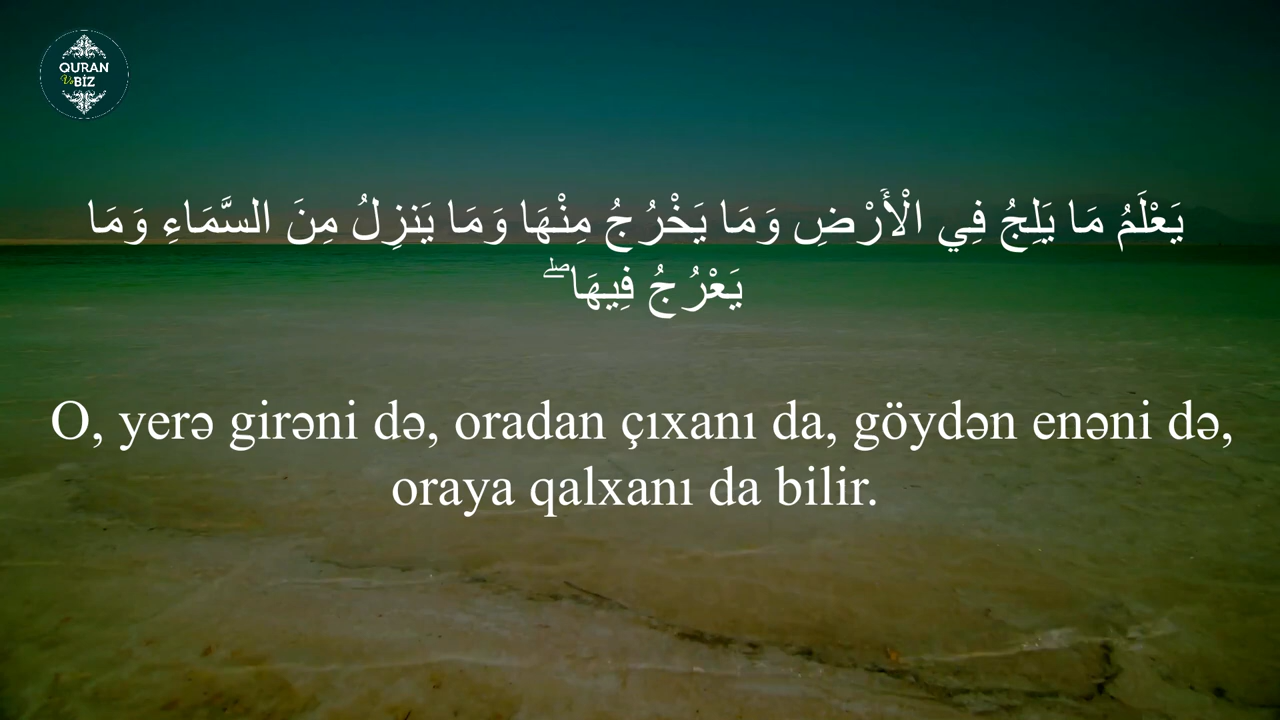 QURAN
Və BİZ
يَعْلَمُ مَا يَلِجُ فِي الْأَرْضِ وَمَا يَخْرُجُ مِنْهَا وَمَا يَنزِلُ مِنَ السَّمَاءِ وَمَا
يَعْرُجُ فِيهَا ۖ
O, yerə girəni də, oradan çıxanı da, göydən enəni də,
oraya qalxanı da bilir.